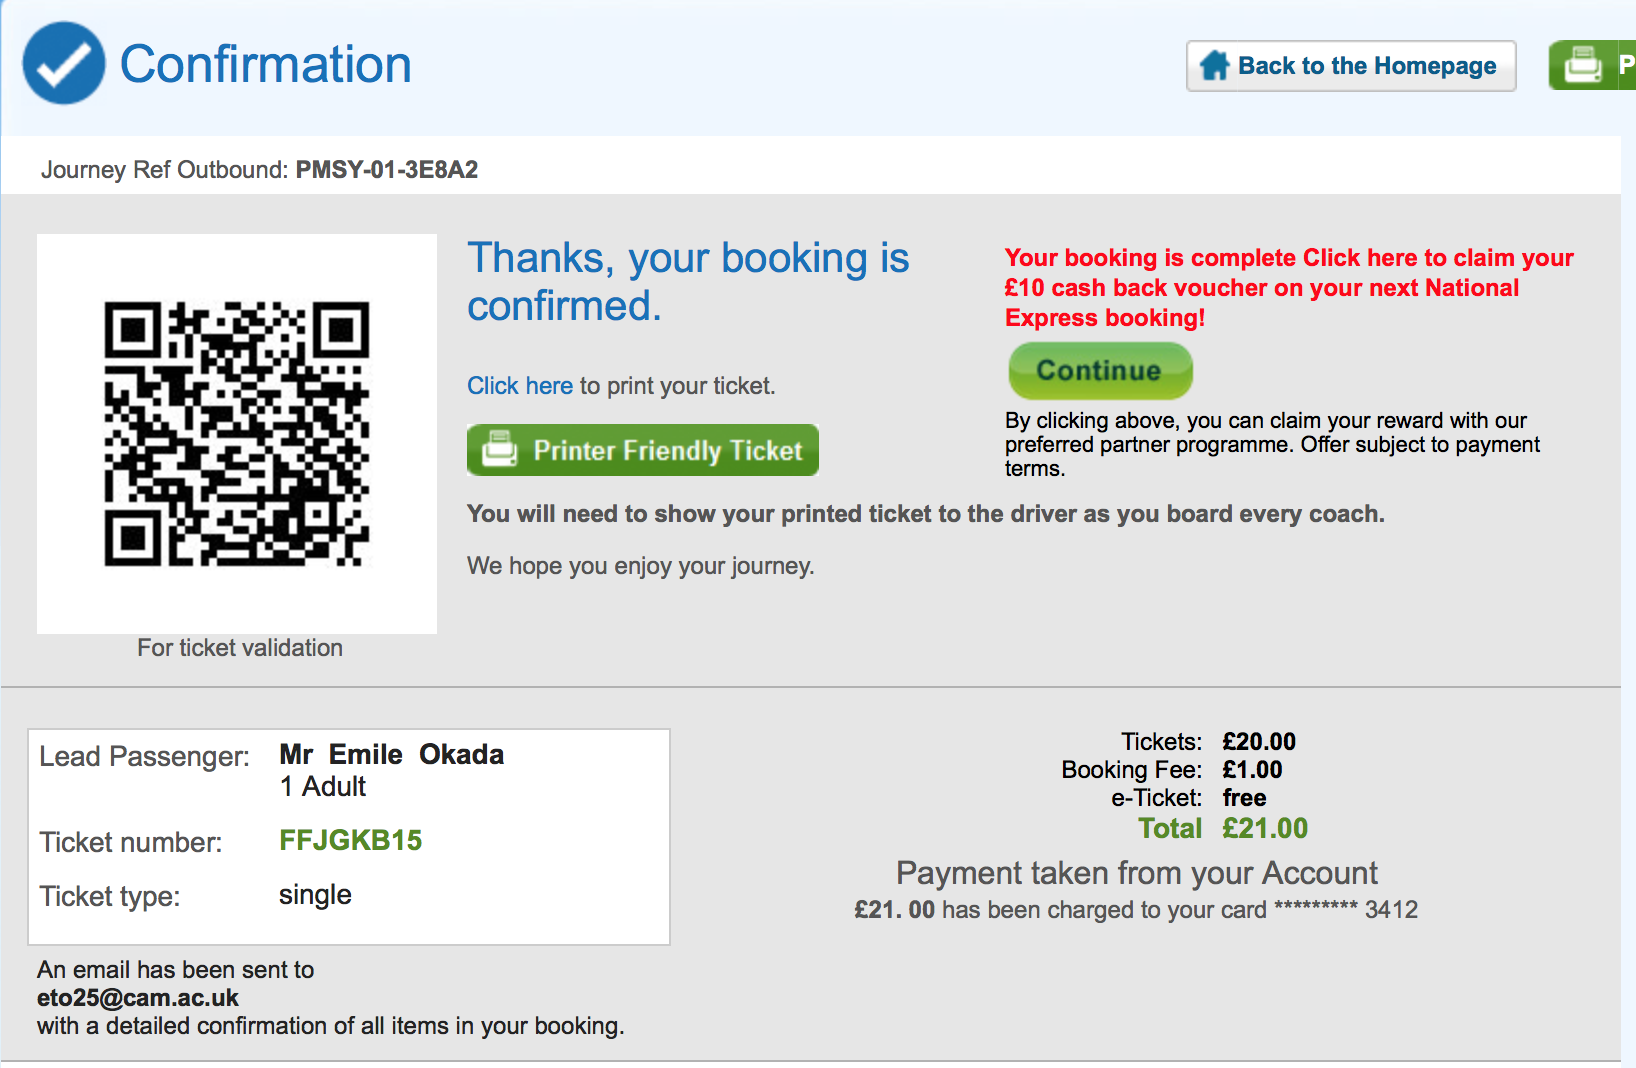 Confirmation
Back to the Homepage
P
Journey Ref Outbound: PMSY-01-3E8A2
Thanks, your booking is
confirmed.
Click here to print your ticket.
Printer Friendly Ticket
Your booking is complete Click here to claim your
£10 cash back voucher on your next National
Express booking!
Continue
By clicking above, you can claim your reward with our
preferred partner programme. Offer subject to payment
terms.
You will need to show your printed ticket to the driver as you board every coach.
We hope you enjoy your journey.
For ticket validation
Lead Passenger: Mr Emile Okada
1 Adult
Ticket number: FFJGKB15
Ticket type: single
An email has been sent to
eto25@cam.ac.uk
with a detailed confirmation of all items in your booking.
Tickets: £20.00
Booking Fee: £1.00
e-Ticket: free
Total £21.00
Payment taken from your Account
£21. 00 has been charged to your card ********* 3412